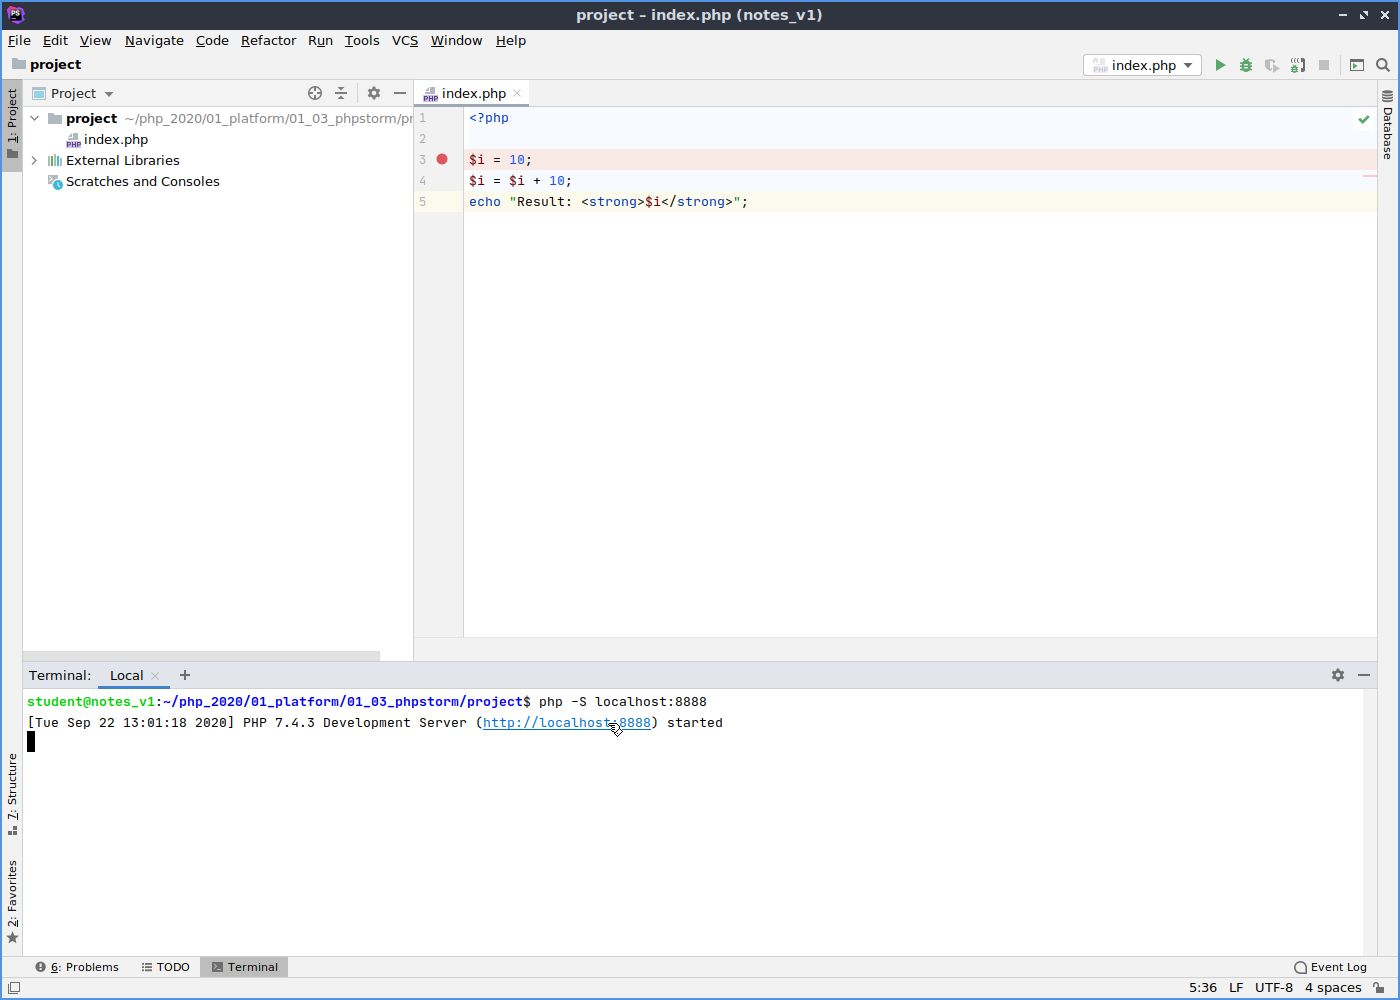 PS
project – index.php (notes_v1)
File Edit View Navigate Code Refactor Run Tools VCS Window Help
project
index.php
1: Project
Project
index.php
project ~/php_2020/01_platform/01_03_phpstorm/pr
index.php
External Libraries
Scratches and Consoles
1 <?php
2
3 $i = 10;
4 $i = $i + 10;
5 echo "Result: <strong>$i</strong>";
Database
Terminal: Local +
student@notes_v1:~/php_2020/01_platform/01_03_phpstorm/project$ php -S localhost:8888
[Tue Sep 22 13:01:18 2020] PHP 7.4.3 Development Server (http://localhost:8888) started
7: Structure
2: Favorites
6: Problems TODO Terminal Event Log
5:36 LF UTF-8 4 spaces